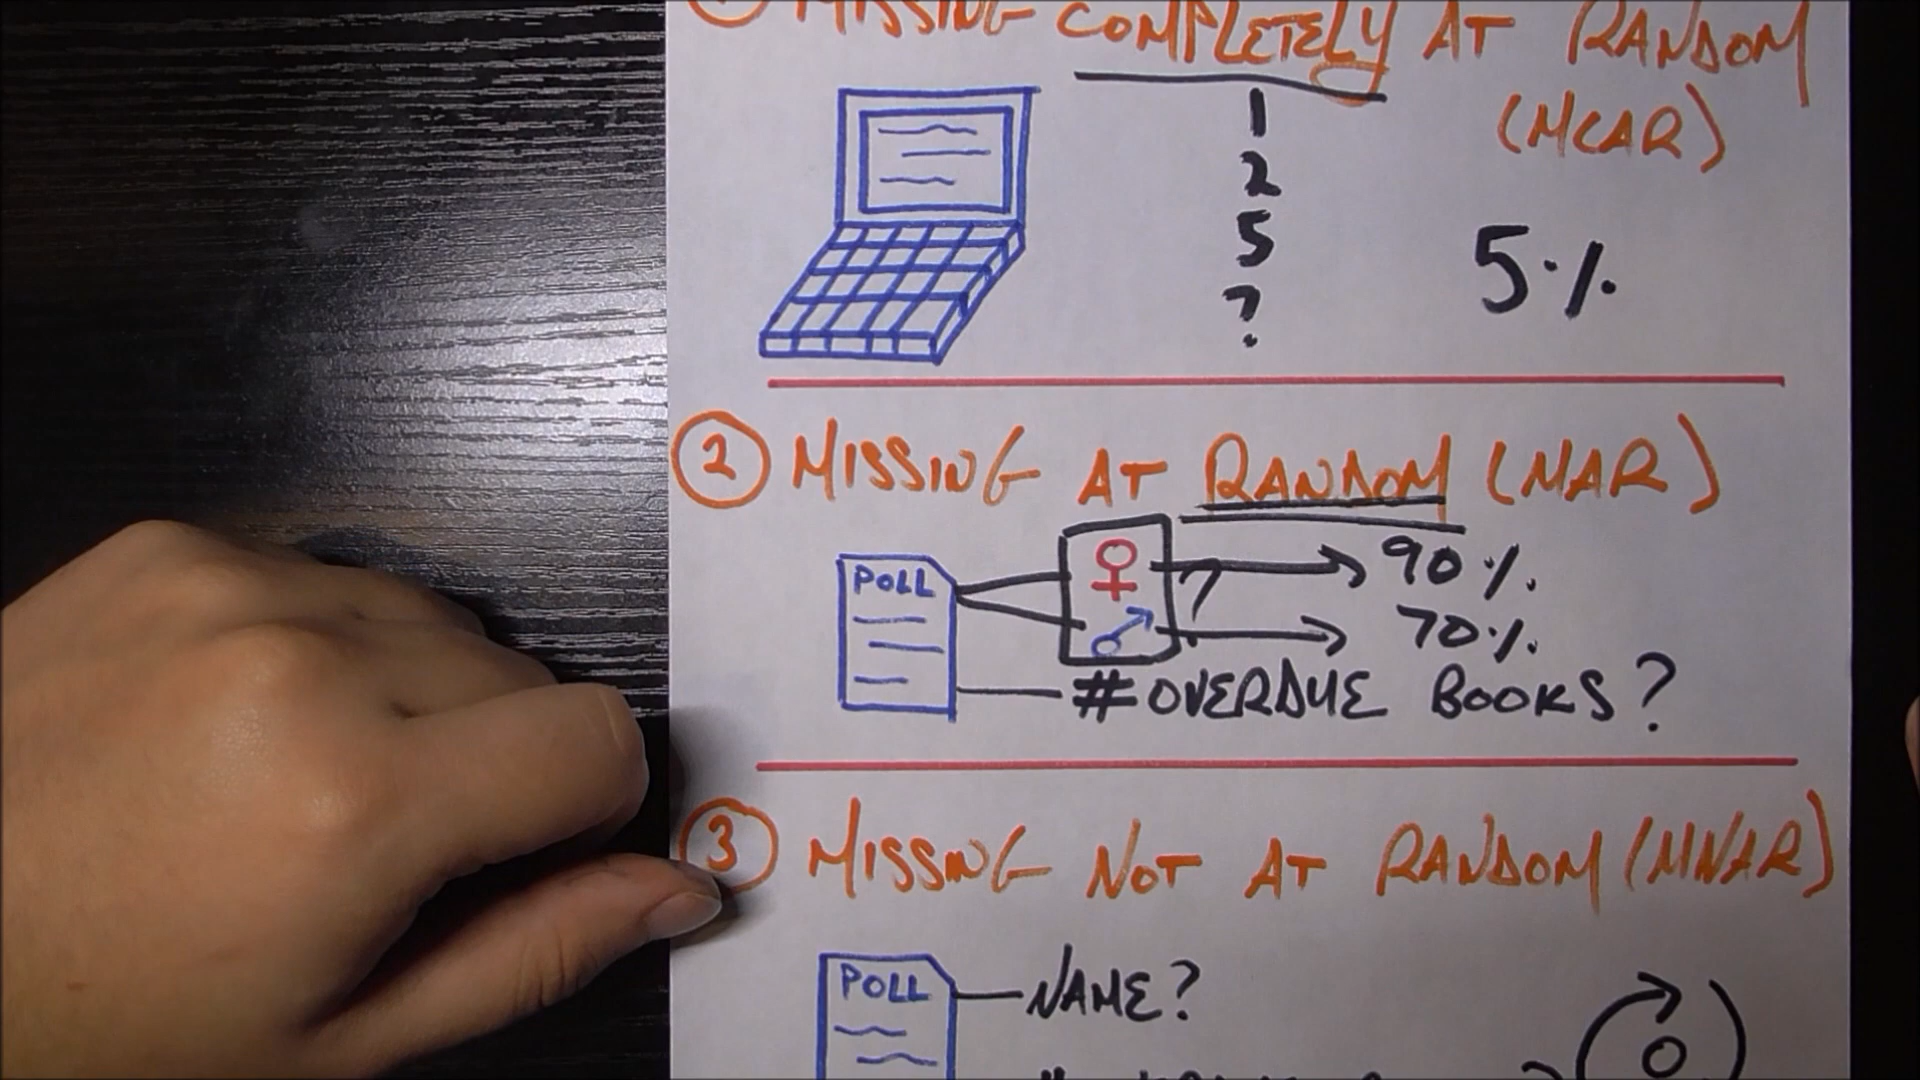 MISSING COMPLETELY AT RANDOM
(MCAR)
1
2
5
?
5%
2 MISSING AT RANDOM (MAR)
POLL
? 90%
70%
#OVERDUE BOOKS?
3 MISSING NOT AT RANDOM (MNAR)
POLL
NAME?